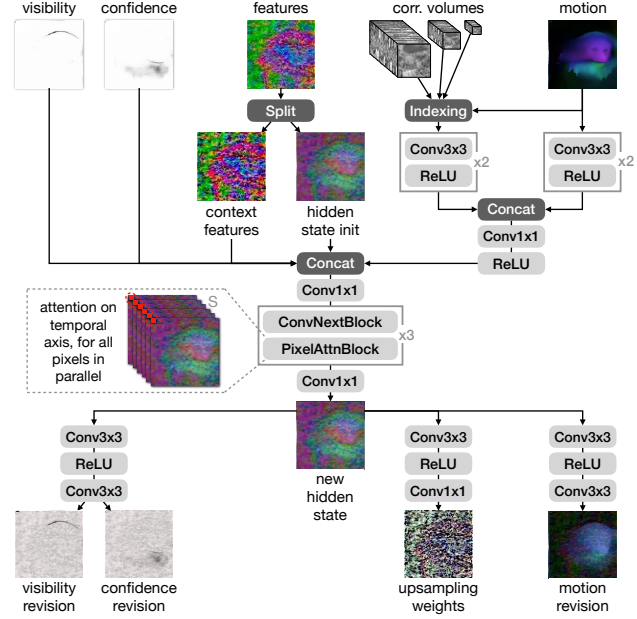 visibility
confidence
features
corr. volumes
motion
Split
Indexing
Conv3x3
ReLU
x2
Conv3x3
ReLU
x2
context
features
hidden
state init
Concat
Conv1x1
ReLU
Concat
Conv1x1
attention on
temporal
axis, for all
pixels in
parallel
S
ConvNextBlock
PixelAttnBlock
x3
Conv1x1
Conv3x3
ReLU
Conv3x3
new
hidden
state
Conv3x3
ReLU
Conv1x1
Conv3x3
ReLU
Conv3x3
visibility
revision
confidence
revision
upsampling
weights
motion
revision